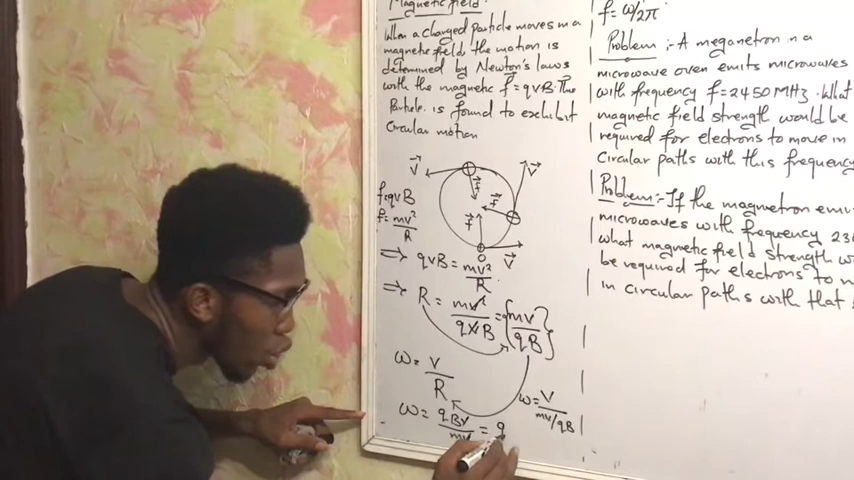 Magnetic field.
When a charged Particle moves in a
magnetic field, the motion is
determined by Newton's laws
with the magnetic f = qvB. The
Particle is found to exchibit
Circular motion
V
V
f
f
f=qvB
f
f = mv²/R
V
⇒ qvB = mv²/R
⇒ R = mv²/qvB = {mv/qB}
ω = V/R
ω = V/mv/qB
ω = qBv/mv = q
f = ω/2π
Problem :- A meganetron in a
microwave oven emits microwaves
with frequency f = 2450 MHz. What
magnetic field strength would be
required for electrons to move in
Circular paths with this frequency
Problem :- If the magnetron emi
microwaves with frequency 23
what magnetic field strength w
be required for electrons to
in circular paths with that